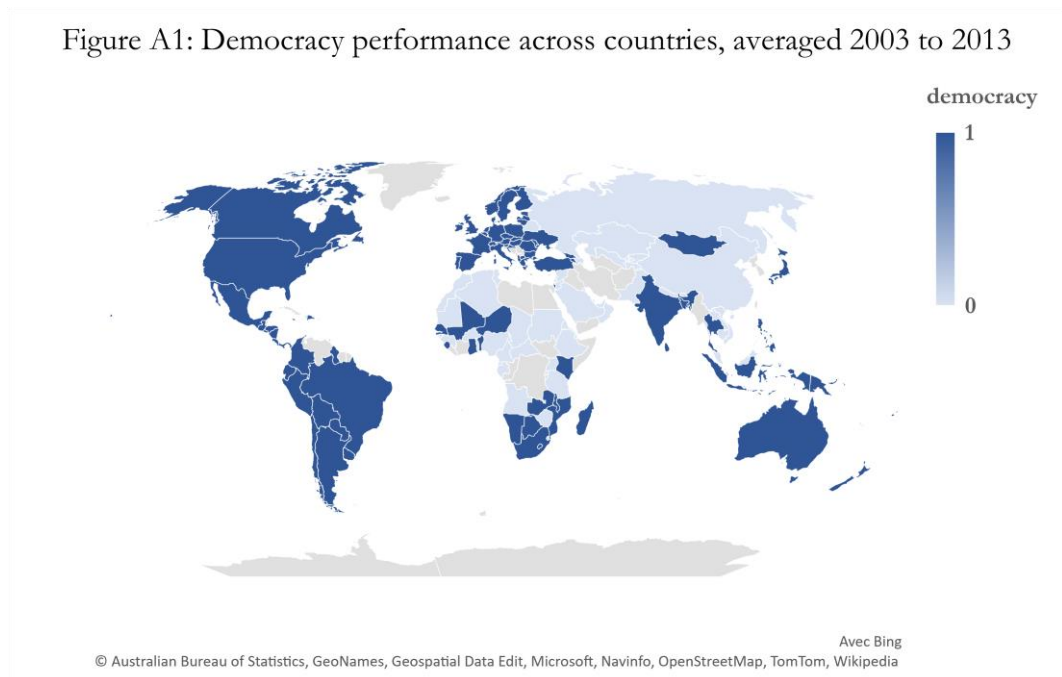 Figure A1: Democracy performance across countries, averaged 2003 to 2013
democracy
1
0
Avec Bing
© Australian Bureau of Statistics, GeoNames, Geospatial Data Edit, Microsoft, Navinfo, OpenStreetMap, TomTom, Wikipedia